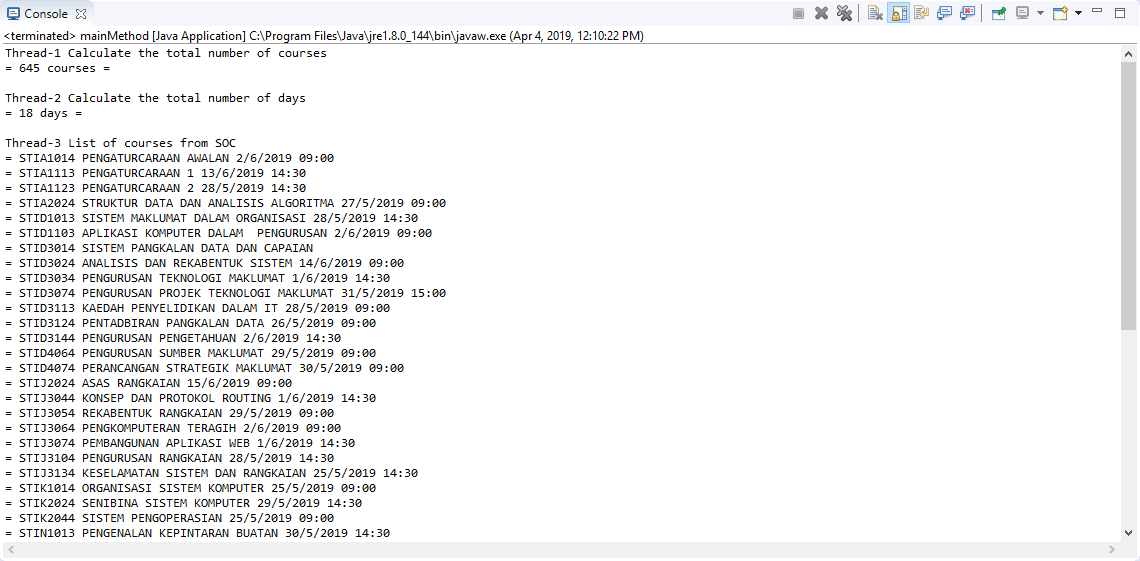 Console
<terminated> mainMethod [Java Application] C:\Program Files\Java\jre1.8.0_144\bin\javaw.exe (Apr 4, 2019, 12:10:22 PM)
Thread-1 Calculate the total number of courses
= 645 courses =
Thread-2 Calculate the total number of days
= 18 days =
Thread-3 List of courses from SOC
= STIA1014 PENGATURCARAAN AWALAN 2/6/2019 09:00
= STIA1113 PENGATURCARAAN 1 13/6/2019 14:30
= STIA1123 PENGATURCARAAN 2 28/5/2019 14:30
= STIA2024 STRUKTUR DATA DAN ANALISIS ALGORITMA 27/5/2019 09:00
= STID1013 SISTEM MAKLUMAT DALAM ORGANISASI 28/5/2019 14:30
= STID1103 APLIKASI KOMPUTER DALAM  PENGURUSAN 2/6/2019 09:00
= STID3014 SISTEM PANGKALAN DATA DAN CAPAIAN
= STID3024 ANALISIS DAN REKABENTUK SISTEM 14/6/2019 09:00
= STID3034 PENGURUSAN TEKNOLOGI MAKLUMAT 1/6/2019 14:30
= STID3074 PENGURUSAN PROJEK TEKNOLOGI MAKLUMAT 31/5/2019 15:00
= STID3113 KAEDAH PENYELIDIKAN DALAM IT 28/5/2019 09:00
= STID3124 PENTADBIRAN PANGKALAN DATA 26/5/2019 09:00
= STID3144 PENGURUSAN PENGETAHUAN 2/6/2019 14:30
= STID4064 PENGURUSAN SUMBER MAKLUMAT 29/5/2019 09:00
= STID4074 PERANCANGAN STRATEGIK MAKLUMAT 30/5/2019 09:00
= STIJ2024 ASAS RANGKAIAN 15/6/2019 09:00
= STIJ3044 KONSEP DAN PROTOKOL ROUTING 1/6/2019 14:30
= STIJ3054 REKABENTUK RANGKAIAN 29/5/2019 09:00
= STIJ3064 PENGKOMPUTERAN TERAGIH 2/6/2019 09:00
= STIJ3074 PEMBANGUNAN APLIKASI WEB 1/6/2019 14:30
= STIJ3104 PENGURUSAN RANGKAIAN 28/5/2019 14:30
= STIJ3134 KESELAMATAN SISTEM DAN RANGKAIAN 25/5/2019 14:30
= STIK1014 ORGANISASI SISTEM KOMPUTER 25/5/2019 09:00
= STIK2024 SENIBINA SISTEM KOMPUTER 29/5/2019 14:30
= STIK2044 SISTEM PENGOPERASIAN 25/5/2019 09:00
= STIN1013 PENGENALAN KEPINTARAN BUATAN 30/5/2019 14:30